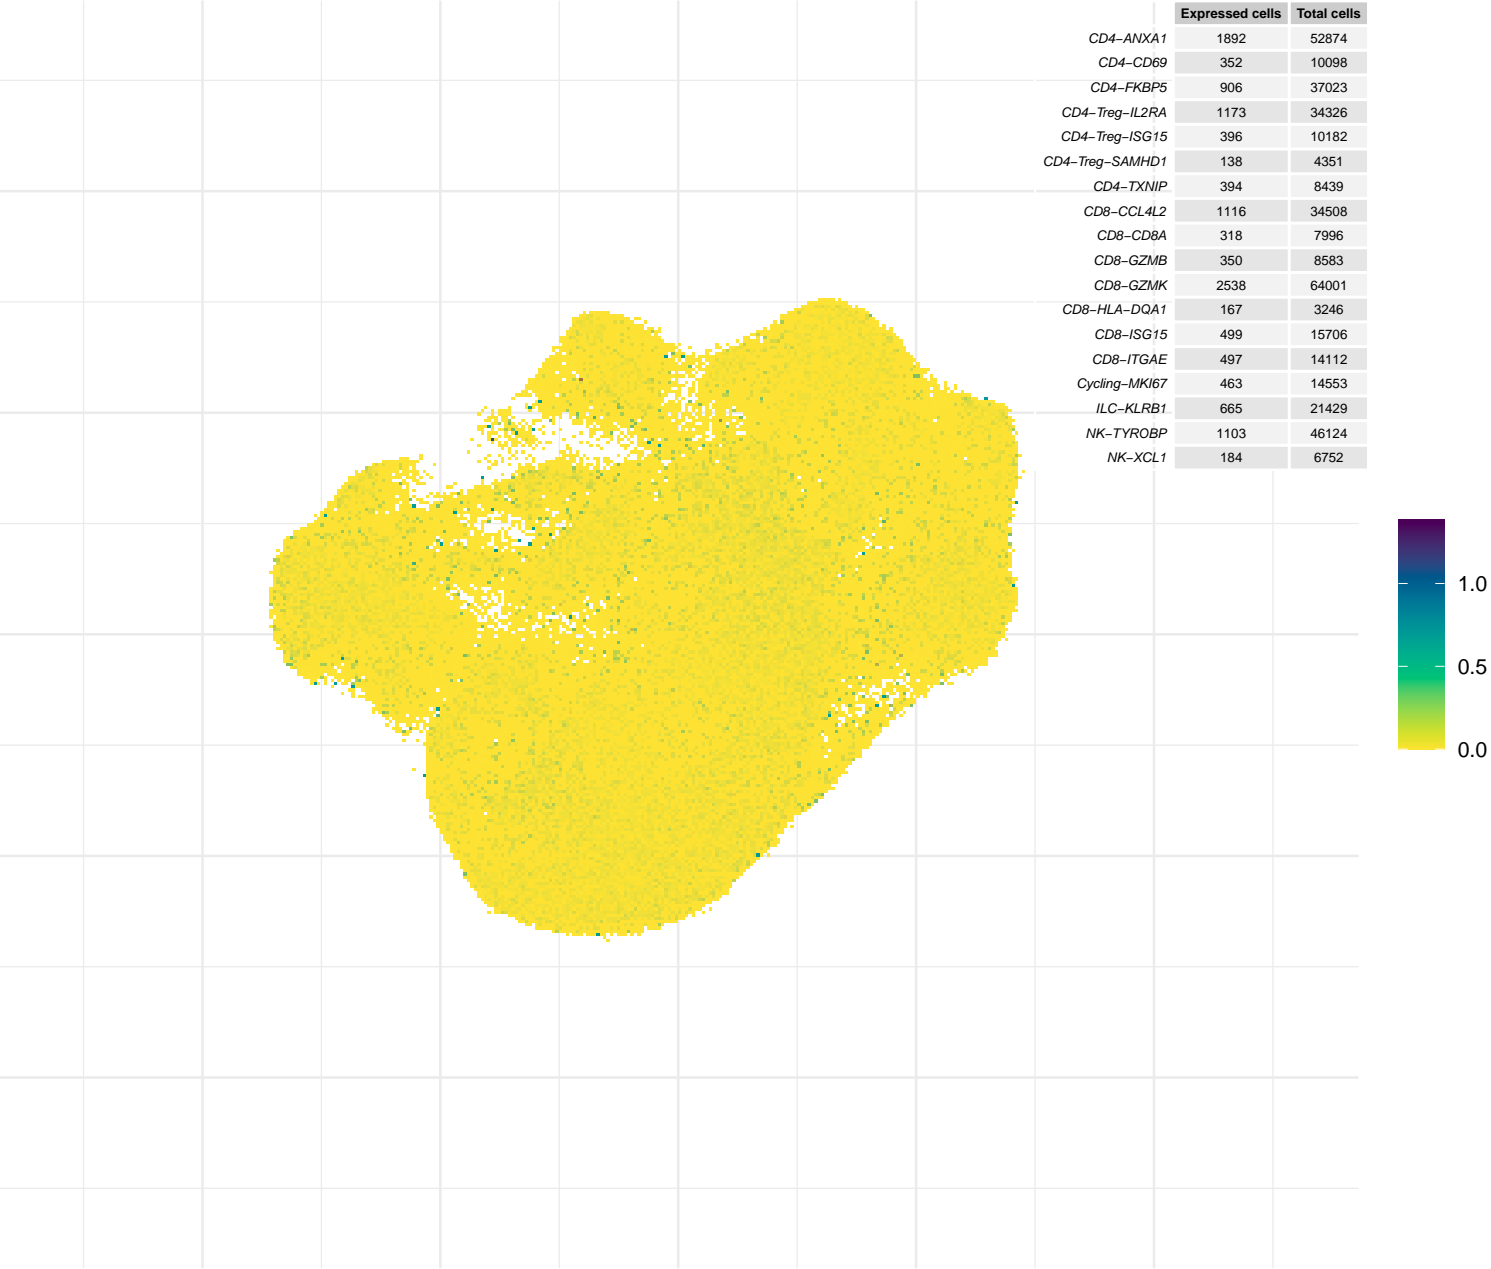 Expressed cells Total cells
CD4−ANXA1 1892 52874
CD4−CD69 352 10098
CD4−FKBP5 906 37023
CD4−Treg−IL2RA 1173 34326
CD4−Treg−ISG15 396 10182
CD4−Treg−SAMHD1 138 4351
CD4−TXNIP 394 8439
CD8−CCL4L2 1116 34508
CD8−CD8A 318 7996
CD8−GZMB 350 8583
CD8−GZMK 2538 64001
CD8−HLA−DQA1 167 3246
CD8−ISG15 499 15706
CD8−ITGAE 497 14112
Cycling−MKI67 463 14553
ILC−KLRB1 665 21429
NK−TYROBP 1103 46124
NK−XCL1 184 6752
1.0
0.5
0.0